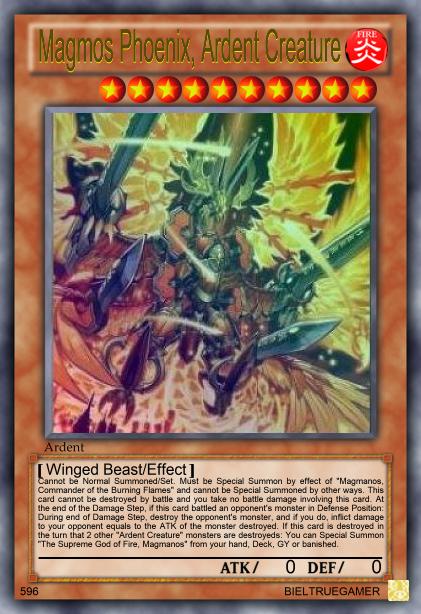 Magmos Phoenix, Ardent Creature
FIRE
炎
Ardent
[ Winged Beast/Effect ]
Cannot be Normal Summoned/Set. Must be Special Summon by effect of "Magmanos,
Commander of the Burning Flames" and cannot be Special Summoned by other ways. This
card cannot be destroyed by battle and you take no battle damage involving this card. At
the end of the Damage Step, if this card battled an opponent's monster in Defense Position:
During end of Damage Step, destroy the opponent's monster, and if you do, inflict damage
to your opponent equals to the ATK of the monster destroyed. If this card is destroyed in
the turn that 2 other "Ardent Creature" monsters are destroyeds: You can Special Summon
"The Supreme God of Fire, Magmanos" from your hand, Deck, GY or banished.
ATK/ 0 DEF/ 0
596
BIELTRUEGAMER